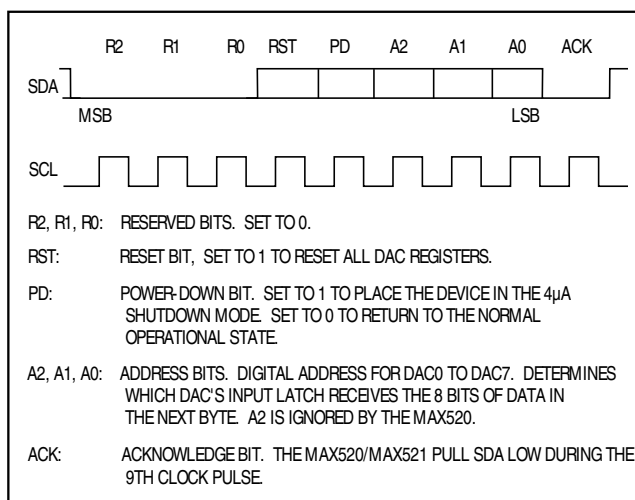 R2 R1 R0 RST PD A2 A1 A0 ACK
SDA
MSB LSB
SCL
R2, R1, R0: RESERVED BITS. SET TO 0.
RST: RESET BIT, SET TO 1 TO RESET ALL DAC REGISTERS.
PD: POWER-DOWN BIT. SET TO 1 TO PLACE THE DEVICE IN THE 4µA
SHUTDOWN MODE. SET TO 0 TO RETURN TO THE NORMAL
OPERATIONAL STATE.
A2, A1, A0: ADDRESS BITS. DIGITAL ADDRESS FOR DAC0 TO DAC7. DETERMINES
WHICH DAC'S INPUT LATCH RECEIVES THE 8 BITS OF DATA IN
THE NEXT BYTE. A2 IS IGNORED BY THE MAX520.
ACK: ACKNOWLEDGE BIT. THE MAX520/MAX521 PULL SDA LOW DURING THE
9TH CLOCK PULSE.